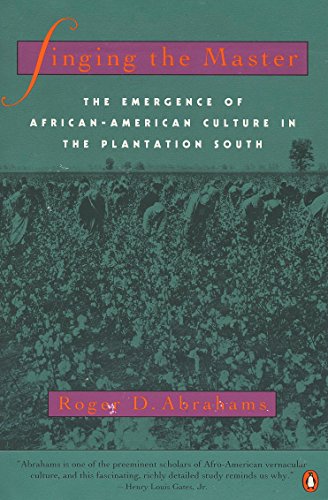 Singing the Master
THE EMERGENCE OF
AFRICAN-AMERICAN CULTURE IN
THE PLANTATION SOUTH
Roger D. Abrahams
"Abrahams is one of the preeminent scholars of Afro-American vernacular
culture, and this fascinating, richly detailed study reminds us why."
— Henry Louis Gates, Jr.